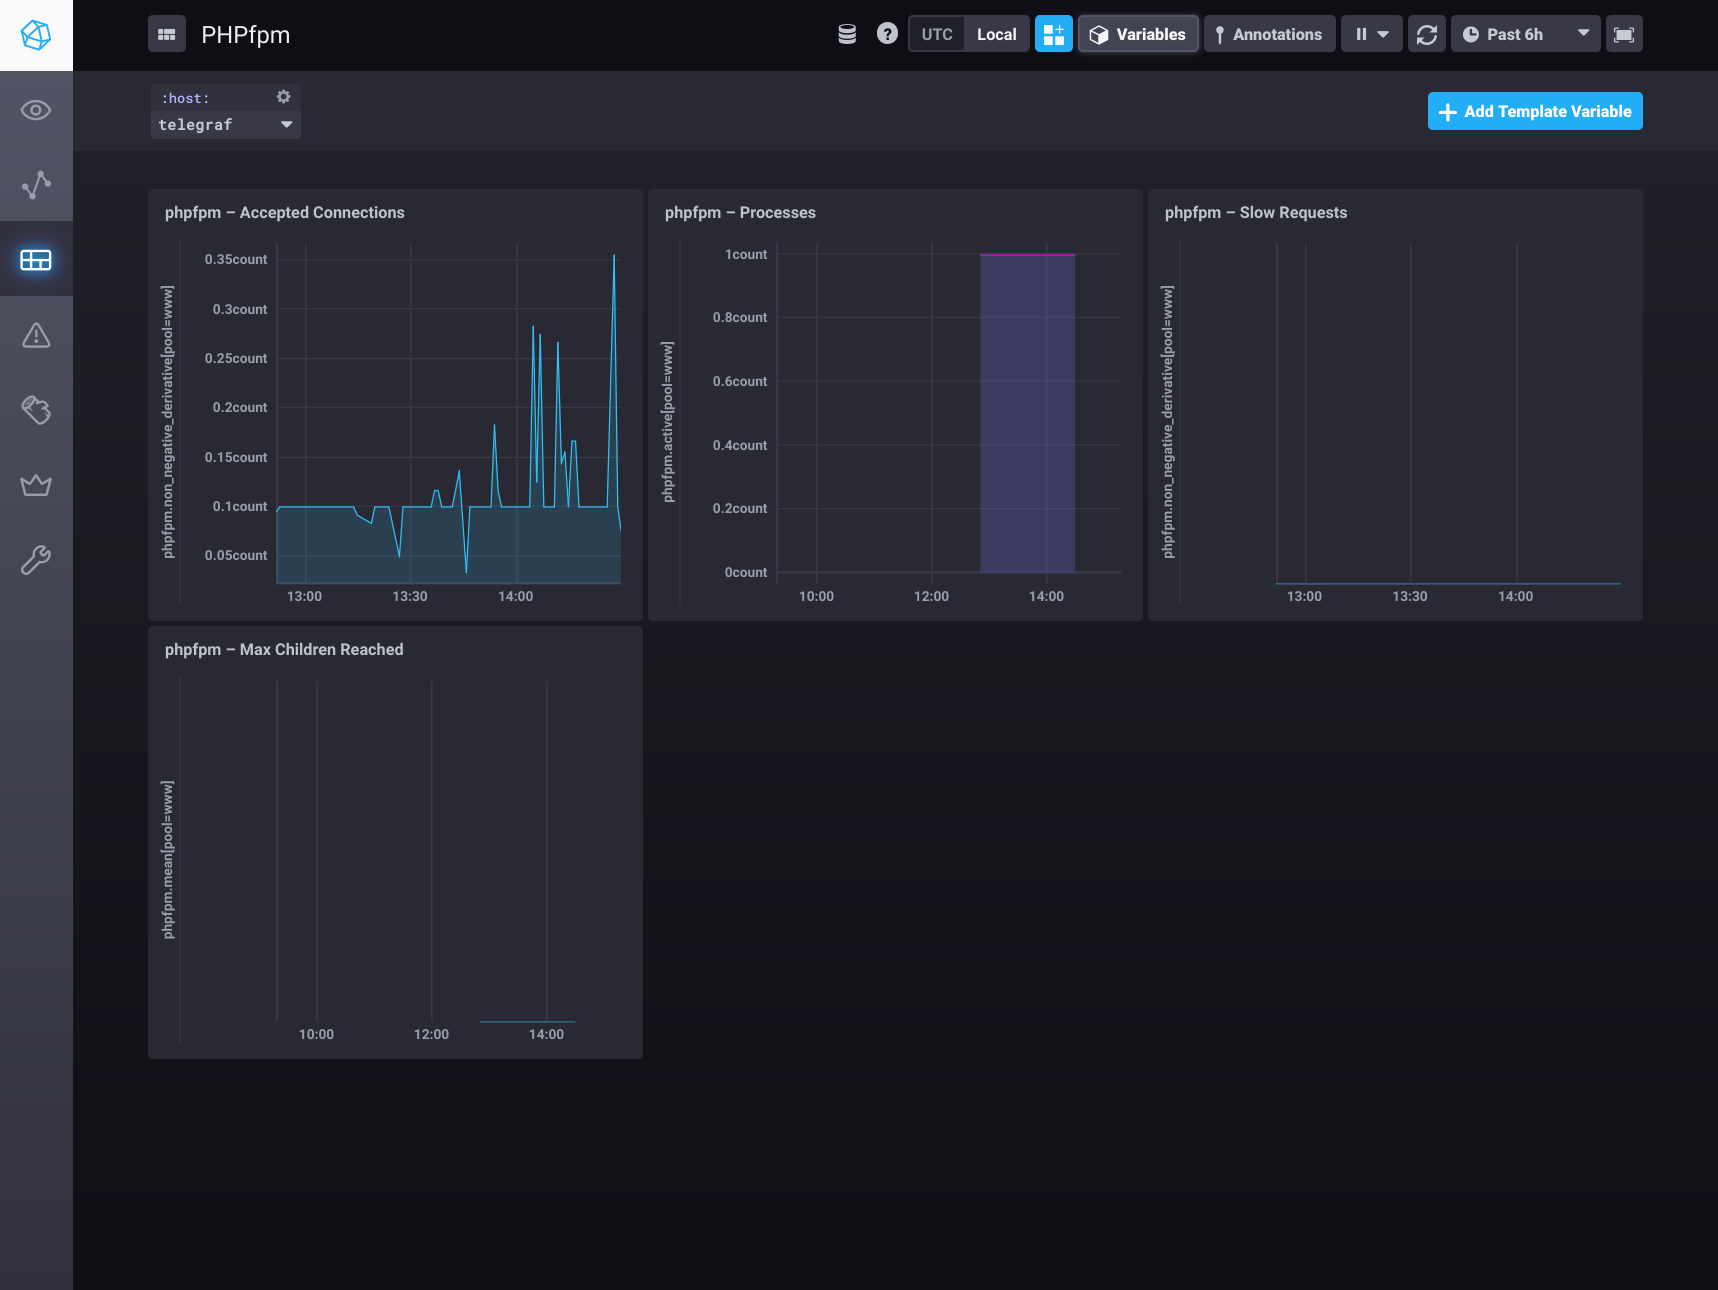 PHPfpm
UTC
Local
Variables
Annotations
Past 6h
:host:
telegraf
Add Template Variable
phpfpm – Accepted Connections
phpfpm.non_negative_derivative[pool=www]
0.35count
0.3count
0.25count
0.2count
0.15count
0.1count
0.05count
13:00
13:30
14:00
phpfpm – Processes
phpfpm.active[pool=www]
1count
0.8count
0.6count
0.4count
0.2count
0count
10:00
12:00
14:00
phpfpm – Slow Requests
phpfpm.non_negative_derivative[pool=www]
13:00
13:30
14:00
phpfpm – Max Children Reached
phpfpm.mean[pool=www]
10:00
12:00
14:00